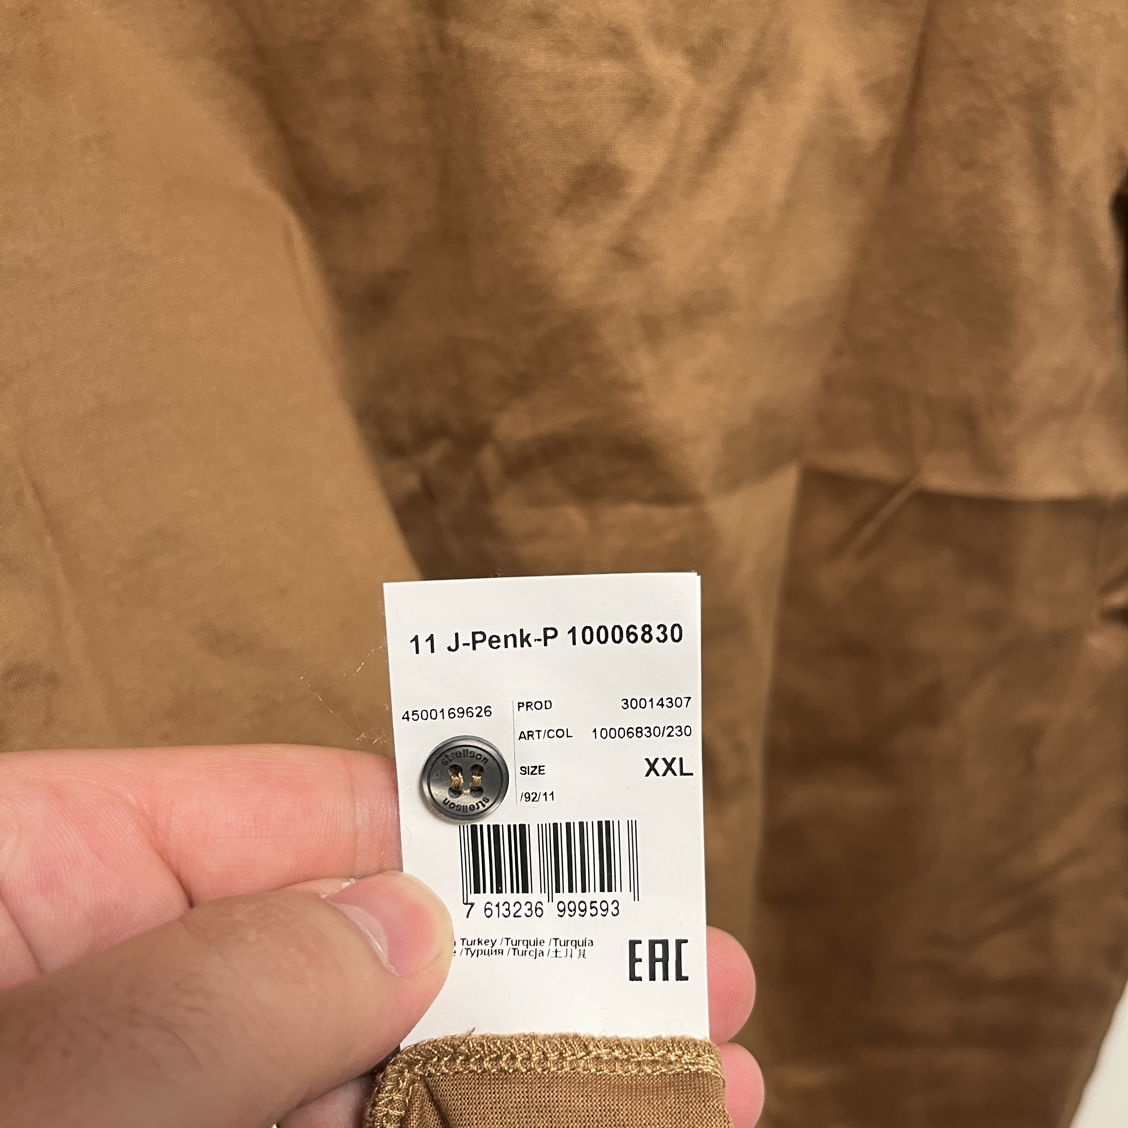 11 J-Penk-P 10006830
4500169626
PROD 30014307
ART/COL 10006830/230
SIZE XXL
/92/11
strellson
strellson
7 613236 999593
Turkey /Turquie /Turquia
/Турция /Turcja /土耳其
EAC